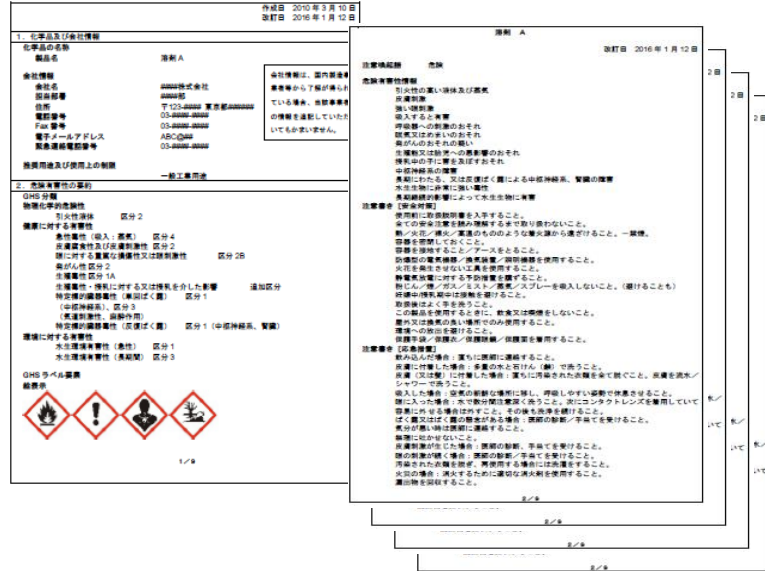 作成日 2010年3月10日
改訂日 2016年1月12日
1. 化学品及び会社情報
化学品の名称
製品名 溶剤A
会社情報
会社名 ####株式会社
担当部署 ####部
住所 〒123-#### 東京都######
電話番号 03-####-####
Fax 番号 03-####-####
電子メールアドレス ABC@##
緊急連絡電話番号 03-####-####
会社情報は、国内製造事
業者等から了解が得られ
ている場合、当該事業者
の情報を追記していただ
いてもかまいません。
推奨用途及び使用上の制限
一般工業用途
2. 危険有害性の要約
GHS 分類
物理化学的危険性
引火性液体 区分2
健康に対する有害性
急性毒性(吸入:蒸気) 区分4
皮膚腐食性及び皮膚刺激性 区分2
眼に対する重篤な損傷性又は眼刺激性 区分2B
発がん性 区分2
生殖毒性 区分1A
生殖毒性・授乳に対する又は授乳を介した影響 追加区分
特定標的臓器毒性(単回ばく露) 区分1
(中枢神経系)、区分3
(気道刺激性、麻酔作用)
特定標的臓器毒性(反復ばく露) 区分1(中枢神経系、腎臓)
環境に対する有害性
水生環境有害性(急性) 区分1
水生環境有害性(長期間) 区分3
GHS ラベル要素
絵表示
1/9
溶剤 A
改訂日 2016年1月12日
注意喚起語 危険
危険有害性情報
引火性の高い液体及び蒸気
皮膚刺激
強い眼刺激
吸入すると有害
呼吸器への刺激のおそれ
眠気又はめまいのおそれ
発がんのおそれの疑い
生殖能又は胎児への悪影響のおそれ
授乳中の子に害を及ぼすおそれ
中枢神経系の障害
長期にわたる、又は反復ばく露による中枢神経系、腎臓の障害
水生生物に非常に強い毒性
長期継続的影響によって水生生物に有害
注意書き [安全対策]
使用前に取扱説明書を入手すること。
全ての安全注意を読み理解するまで取り扱わないこと。
熱/火花/裸火/高温のもののような着火源から遠ざけること。-禁煙。
容器を密閉しておくこと。
容器を接地すること/アースをとること。
防爆型の電気機器/換気装置/照明機器を使用すること。
火花を発生させない工具を使用すること。
静電気放電に対する予防措置を講ずること。
粉じん/煙/ガス/ミスト/蒸気/スプレーを吸入しないこと。(避けることも)
妊娠中/授乳期中は接触を避けること。
取扱後はよく手を洗うこと。
この製品を使用するときに、飲食又は喫煙をしないこと。
屋外又は換気の良い場所でのみ使用すること。
環境への放出を避けること。
保護手袋/保護衣/保護眼鏡/保護面を着用すること。
注意書き [応急措置]
飲み込んだ場合:直ちに医師に連絡すること。
皮膚に付着した場合:多量の水と石けん(鹸)で洗うこと。
皮膚(又は髪)に付着した場合:直ちに汚染された衣類を全て脱ぐこと。皮膚を流水/
シャワーで洗うこと。
吸入した場合:空気の新鮮な場所に移し、呼吸しやすい姿勢で休息させること。
眼に入った場合:水で数分間注意深く洗うこと。次にコンタクトレンズを着用していて
容易に外せる場合は外すこと。その後も洗浄を続けること。
ばく露又はばく露の懸念がある場合:医師の診断/手当てを受けること。
気分が悪い時は医師に連絡すること。
無理に吐かせないこと。
皮膚刺激が生じた場合:医師の診断、手当てを受けること。
眼の刺激が続く場合:医師の診断/手当てを受けること。
汚染された衣類を脱ぎ、再使用する場合には洗濯をすること。
火災の場合:消火するために適切な消火剤を使用すること。
漏出物を回収すること。
2/9
2日
水/
いて
2/9
2日
水/
いて
2/9
2日
水/
いて
2/9